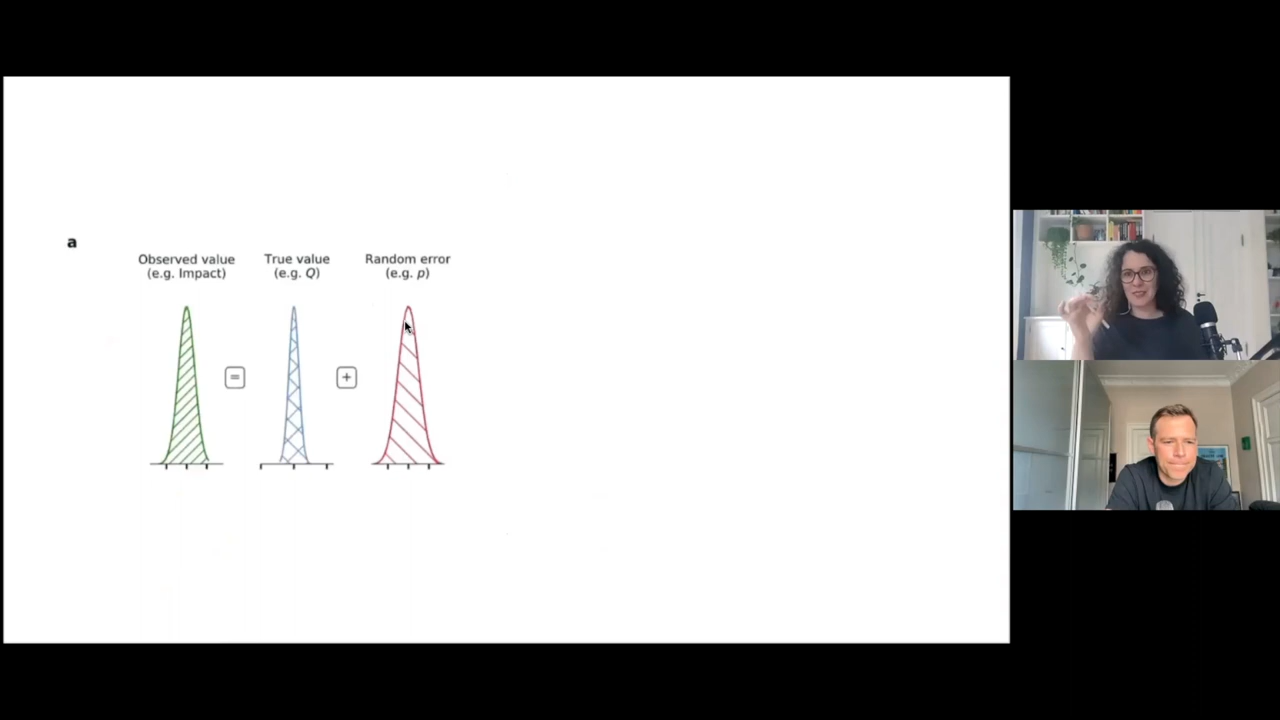 a
Observed value
(e.g. Impact)
=
True value
(e.g. Q)
+
Random error
(e.g. p)